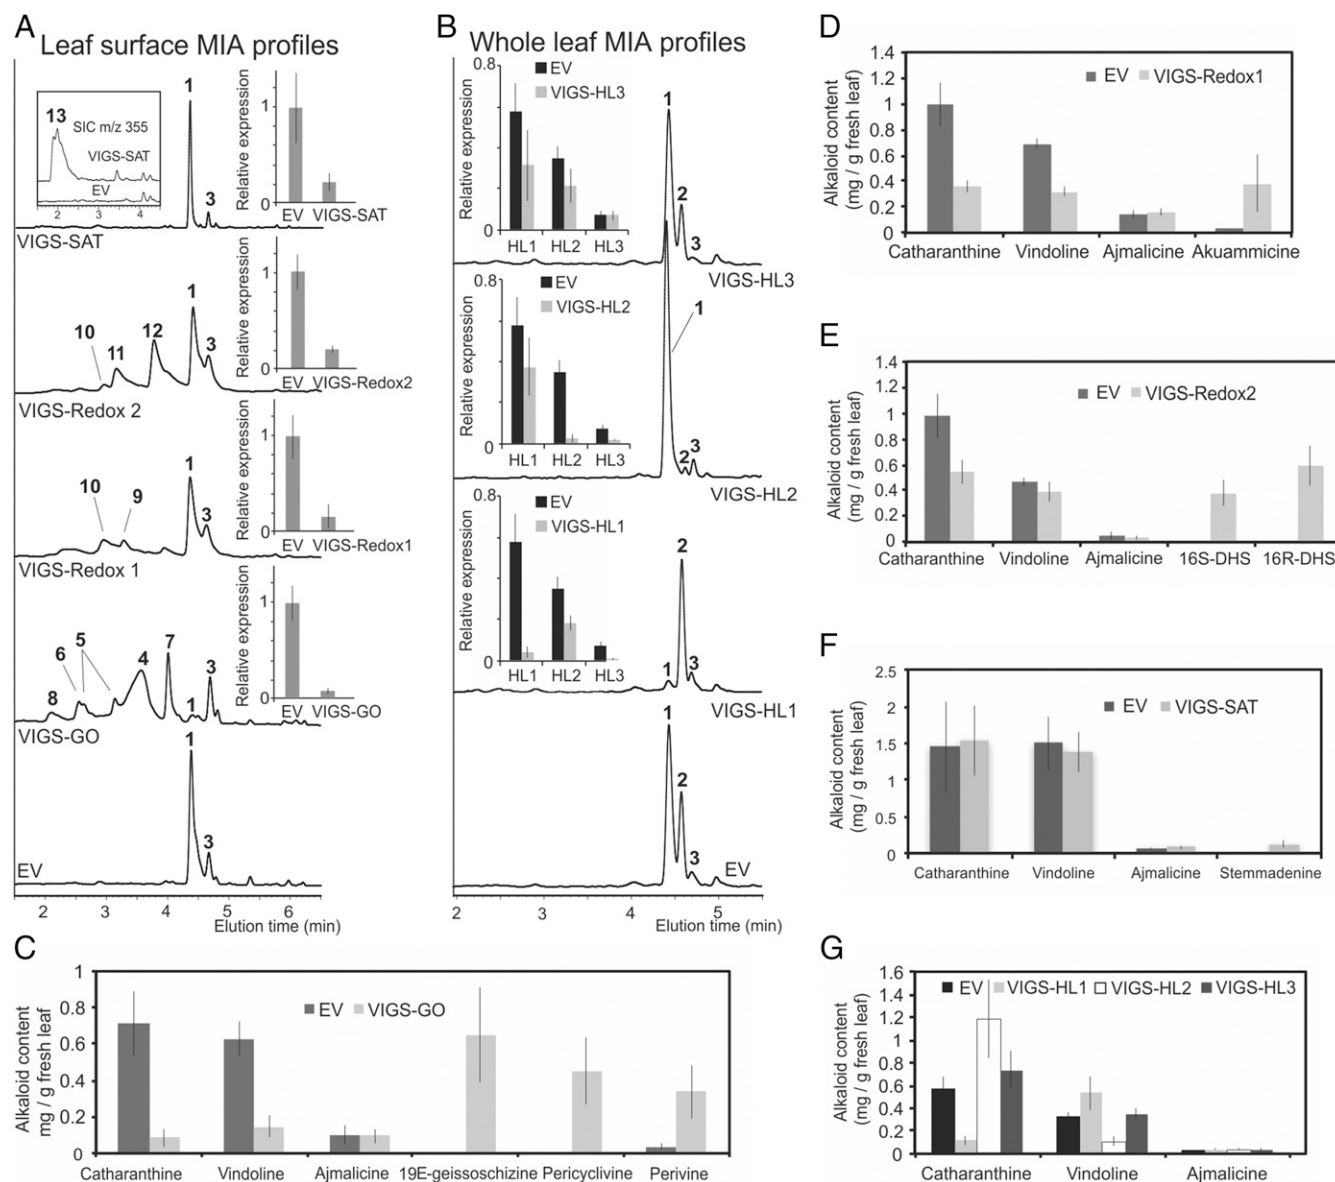 A Leaf surface MIA profiles
13
SIC m/z 355
VIGS-SAT
EV
2 3 4
1
3
VIGS-SAT
Relative expression
1
0
EV VIGS-SAT
10
11
12
1
3
VIGS-Redox 2
Relative expression
1
0
EV VIGS-Redox2
10
9
1
3
VIGS-Redox 1
Relative expression
1
0
EV VIGS-Redox1
8
6
5
4
7
1
3
VIGS-GO
Relative expression
1
0
EV VIGS-GO
1
3
EV
2 3 4 5 6
Elution time (min)
B Whole leaf MIA profiles
0.8
0
Relative expression
EV
VIGS-HL3
HL1 HL2 HL3
1
2
3
VIGS-HL3
0.8
0
Relative expression
EV
VIGS-HL2
HL1 HL2 HL3
1
2 3
VIGS-HL2
0.8
0
Relative expression
EV
VIGS-HL1
HL1 HL2 HL3
1
2
3
VIGS-HL1
1
2
3
EV
2 3 4 5
Elution time (min)
C
Alkaloid content
mg / g fresh leaf
1
0.8
0.6
0.4
0.2
0
EV VIGS-GO
Catharanthine Vindoline Ajmalicine 19E-geissoschizine Pericyclivine Perivine
D
Alkaloid content
(mg / g fresh leaf)
1.4
1.2
1
0.8
0.6
0.4
0.2
0
EV VIGS-Redox1
Catharanthine Vindoline Ajmalicine Akuammicine
E
Alkaloid content
(mg / g fresh leaf)
1.4
1.2
1
0.8
0.6
0.4
0.2
0
EV VIGS-Redox2
Catharanthine Vindoline Ajmalicine 16S-DHS 16R-DHS
F
Alkaloid content
(mg / g fresh leaf)
2.5
2
1.5
1
0.5
0
EV VIGS-SAT
Catharanthine Vindoline Ajmalicine Stemmadenine
G
Alkaloid content
(mg / g fresh leaf)
1.6
1.4
1.2
1
0.8
0.6
0.4
0.2
0
EV VIGS-HL1 VIGS-HL2 VIGS-HL3
Catharanthine Vindoline Ajmalicine